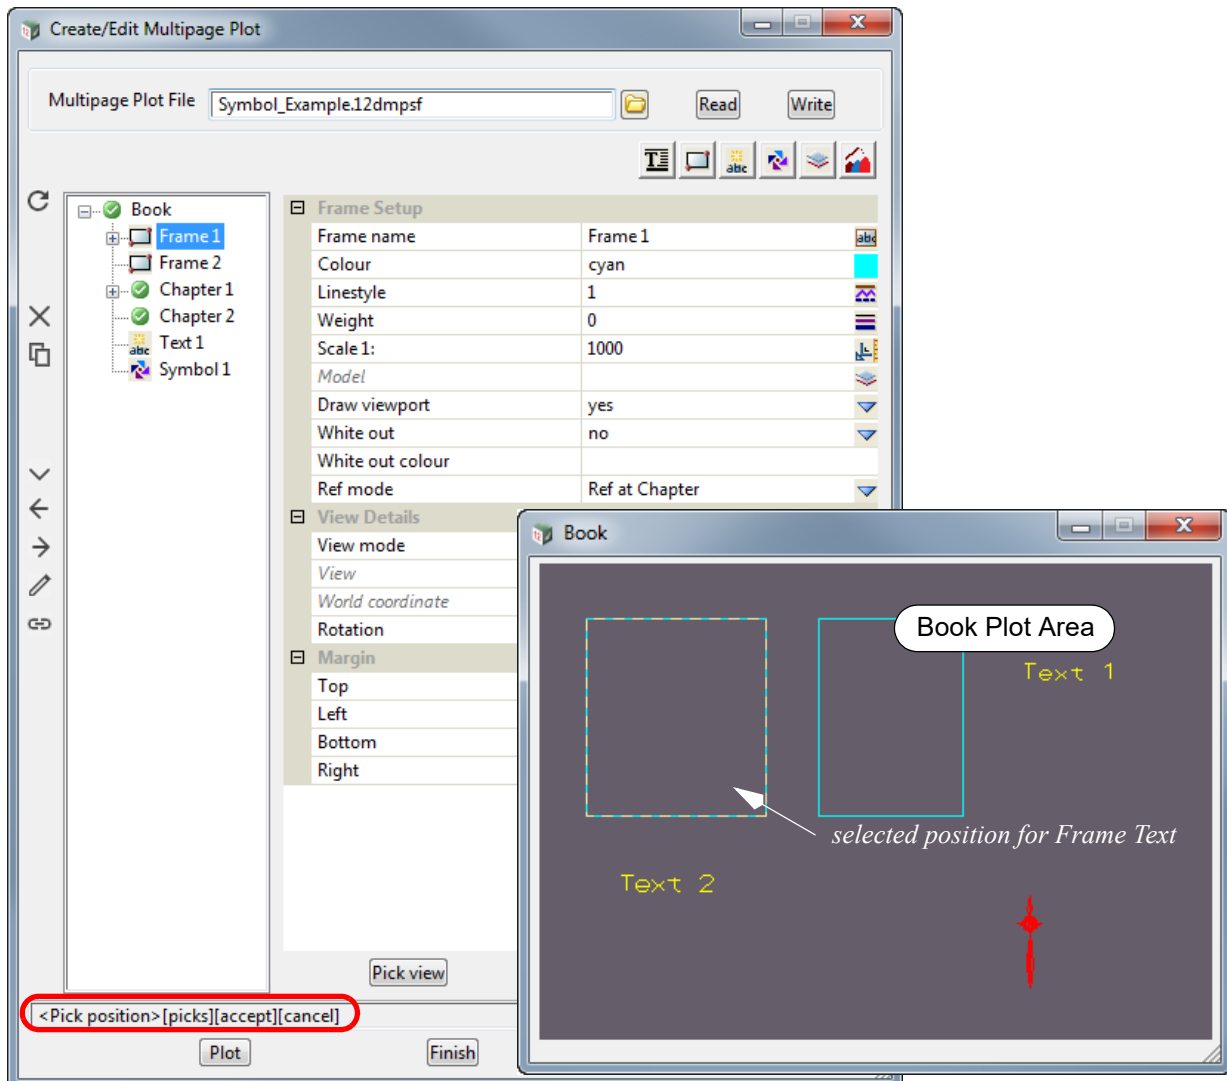 Create/Edit Multipage Plot
Multipage Plot File Symbol_Example.12dmpsf Read Write
T abc
Book
Frame 1
Frame 2
Chapter 1
Chapter 2
abc Text 1
Symbol 1
Frame Setup
Frame name Frame 1 abc
Colour cyan
Linestyle 1
Weight 0
Scale 1: 1000
Model
Draw viewport yes
White out no
White out colour
Ref mode Ref at Chapter
View Details
View mode
View
World coordinate
Rotation
Margin
Top
Left
Bottom
Right
Pick view
<Pick position>[picks][accept][cancel]
Plot Finish
Book
Book Plot Area
Text 1
selected position for Frame Text
Text 2